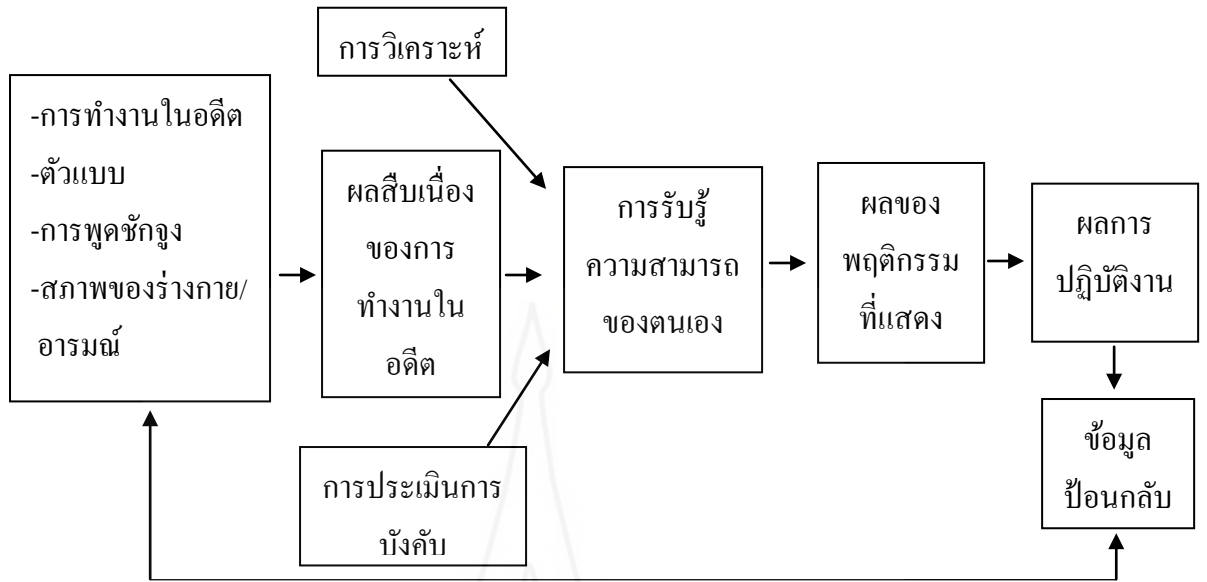 การวิเคราะห์
-การทำงานในอดีต
-ตัวแบบ
-การพูดชักจูง
-สภาพของร่างกาย/
อารมณ์
ผลสืบเนื่อง
ของการ
ทำงานใน
อดีต
การรับรู้
ความสามารถ
ของตนเอง
ผลของ
พฤติกรรม
ที่แสดง
ผลการ
ปฏิบัติงาน
ข้อมูล
ป้อนกลับ
การประเมินการ
บังคับ